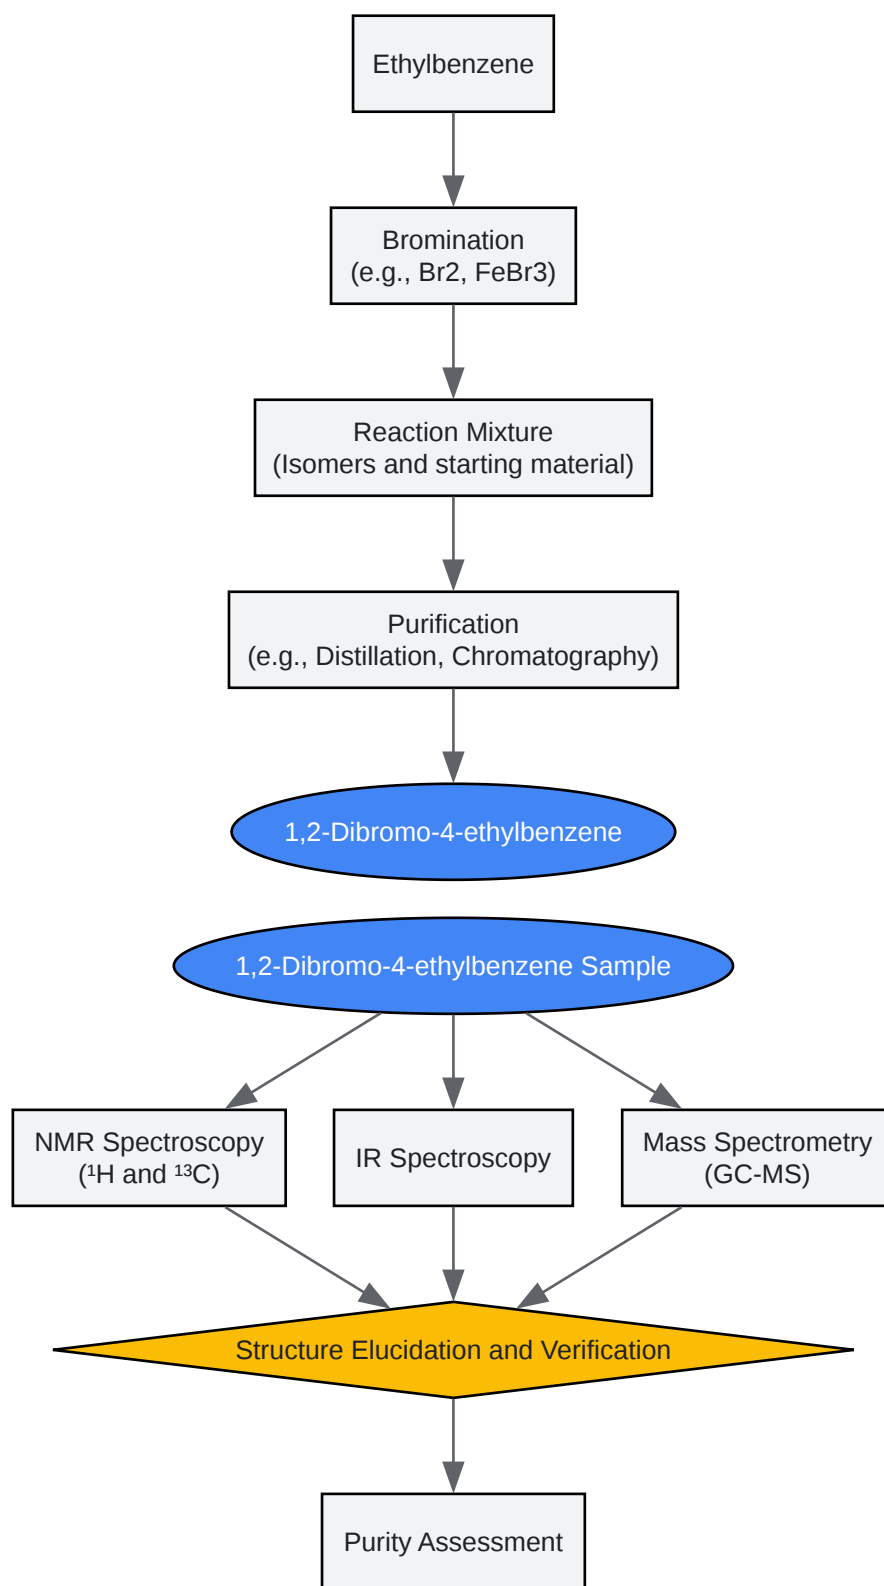 Ethylbenzene
Bromination
(e.g., Br2, FeBr3)
Reaction Mixture
(Isomers and starting material)
Purification
(e.g., Distillation, Chromatography)
1,2-Dibromo-4-ethylbenzene
1,2-Dibromo-4-ethylbenzene Sample
NMR Spectroscopy
(¹H and ¹³C)
IR Spectroscopy
Mass Spectrometry
(GC-MS)
Structure Elucidation and Verification
Purity Assessment